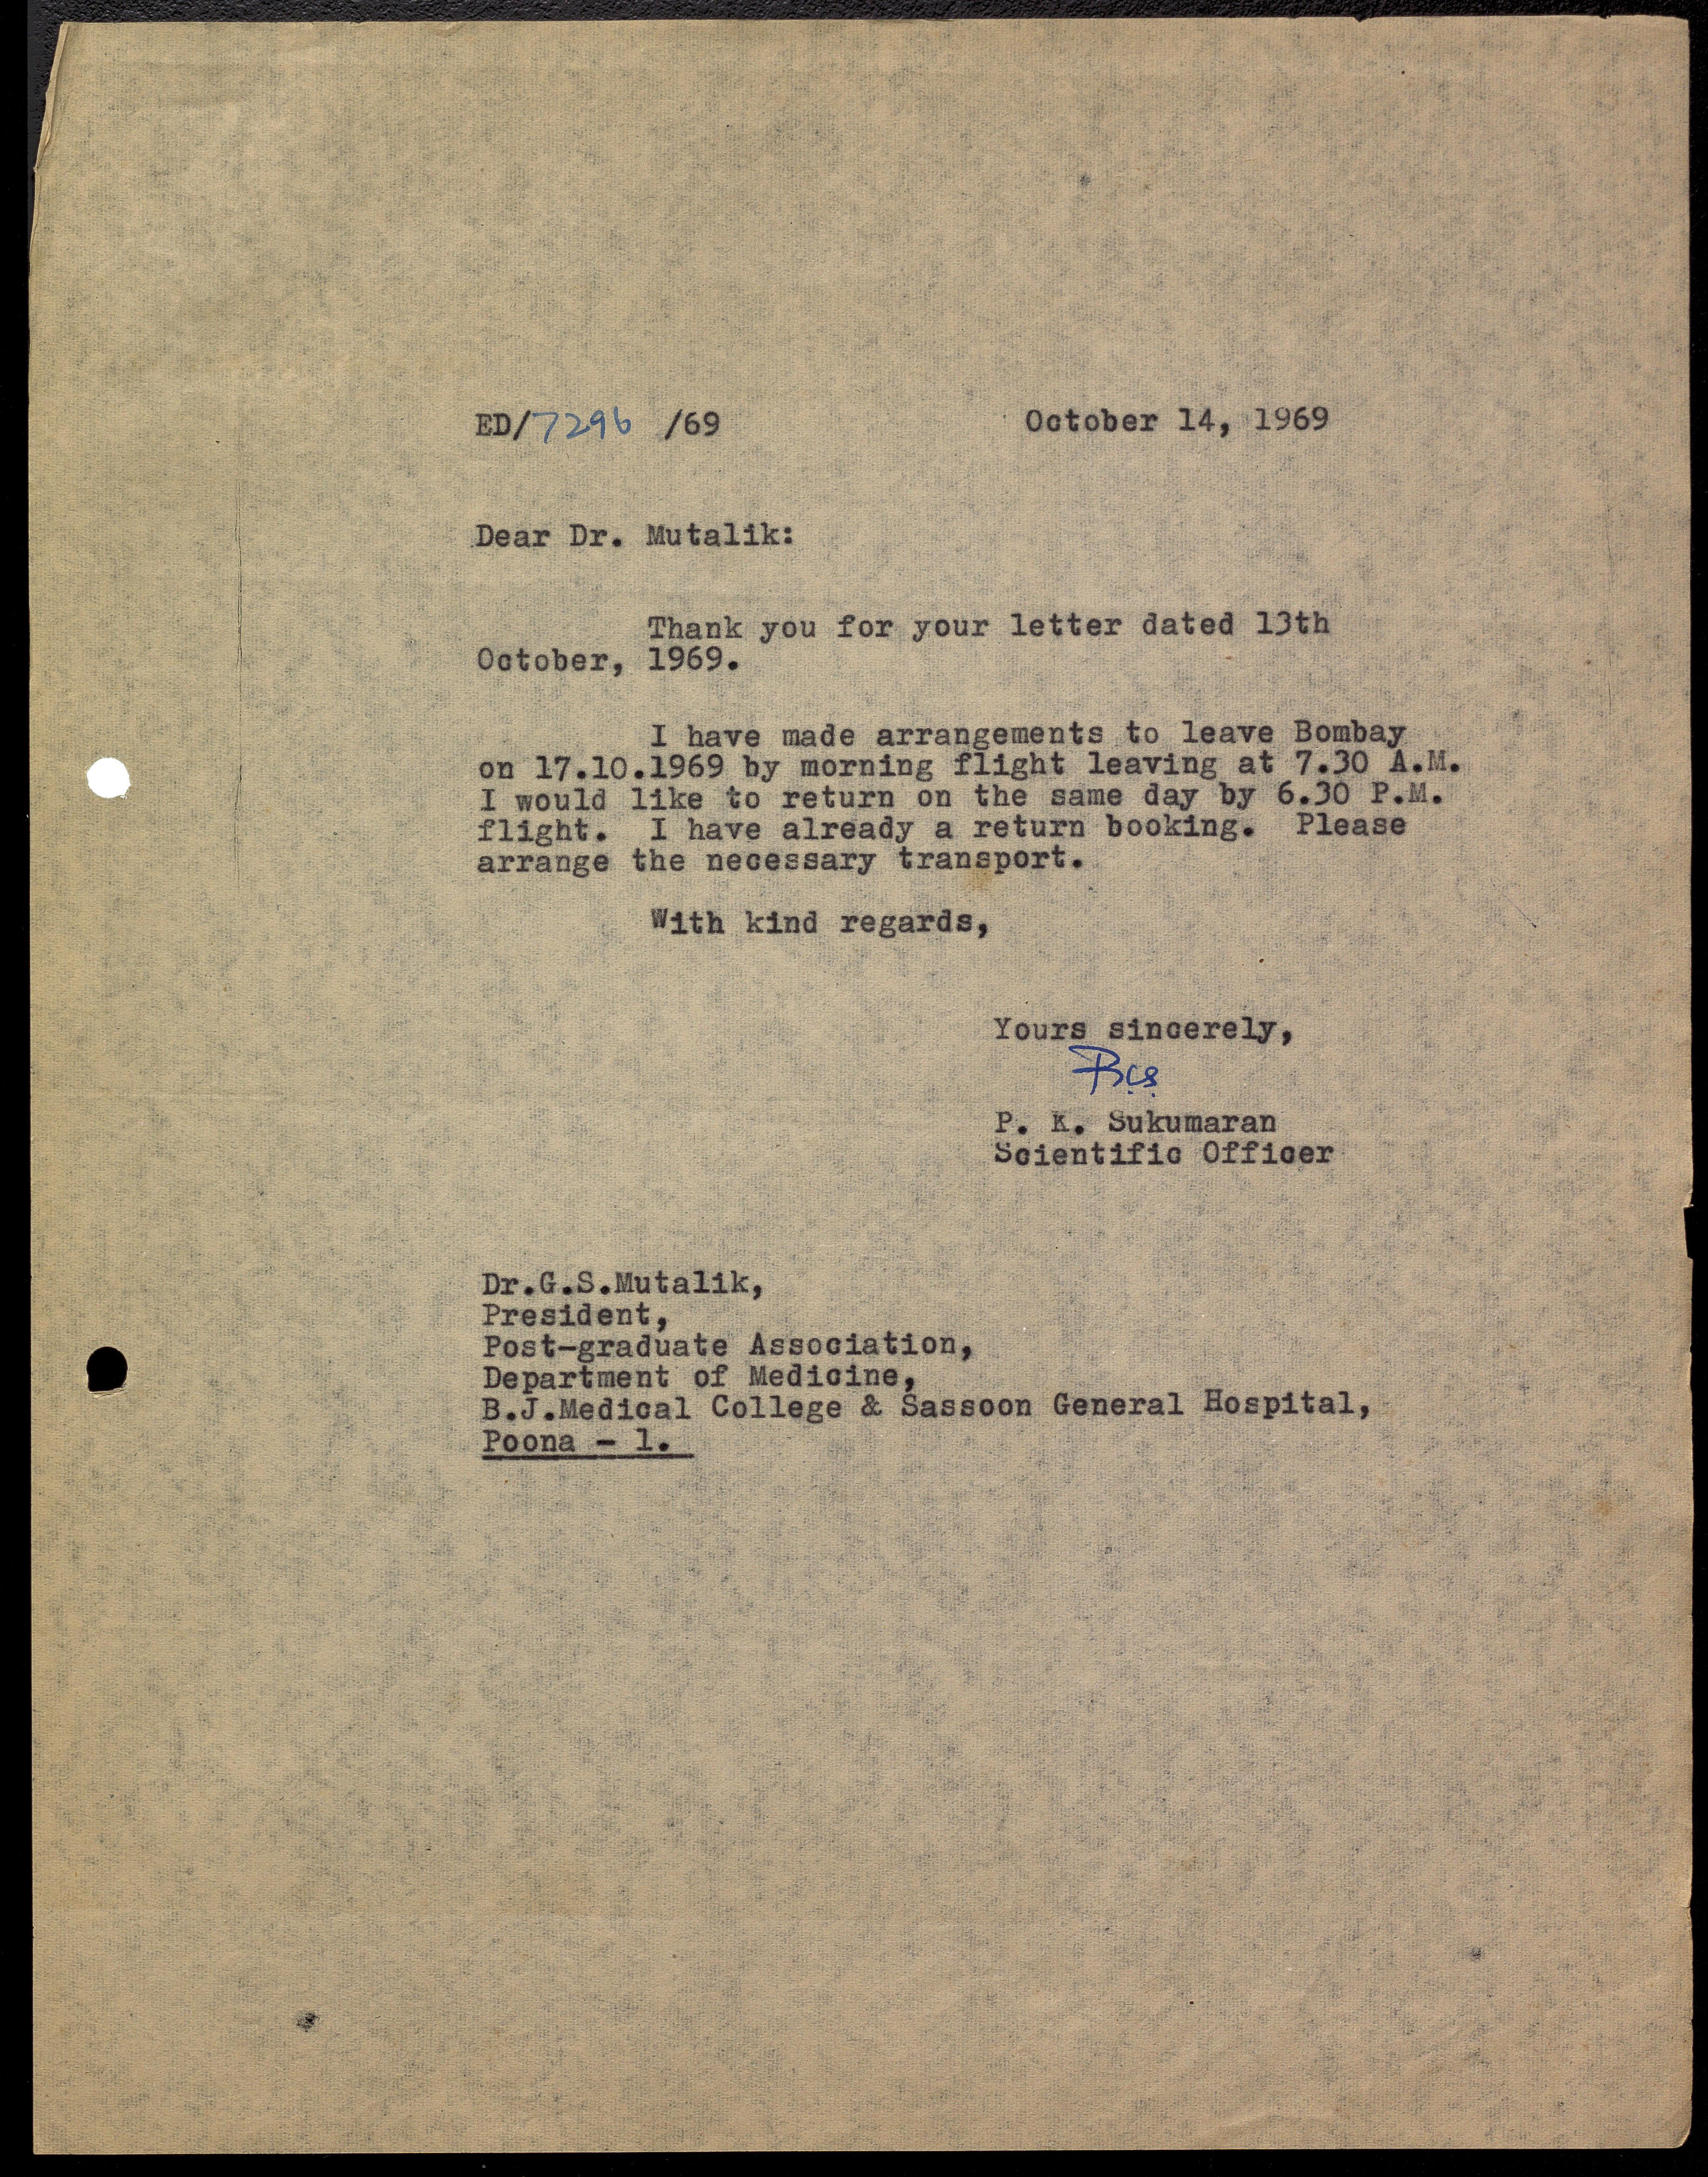 ED/7296 /69 October 14, 1969
Dear Dr. Mutalik:
Thank you for your letter dated 13th
October, 1969.
I have made arrangements to leave Bombay
on 17.10.1969 by morning flight leaving at 7.30 A.M.
I would like to return on the same day by 6.30 P.M.
flight. I have already a return booking. Please
arrange the necessary transport.
With kind regards,
Yours sincerely,
P. K. Sukumaran
Scientific Officer
Dr.G.S.Mutalik,
President,
Post-graduate Association,
Department of Medicine,
B.J.Medical College & Sassoon General Hospital,
Poona - 1.